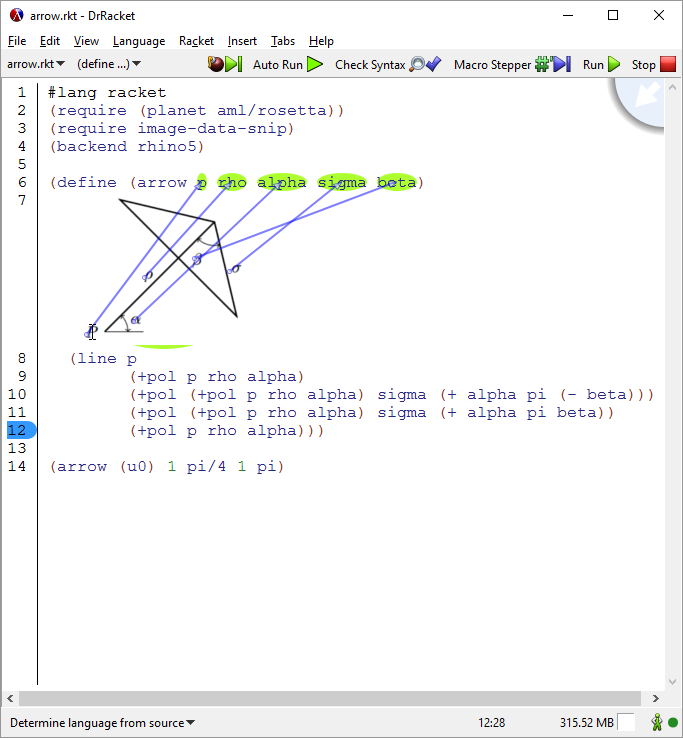 arrow.rkt - DrRacket
File Edit View Language Racket Insert Tabs Help
arrow.rkt (define ...) Auto Run Check Syntax Macro Stepper Run Stop
1 #lang racket
2 (require (planet aml/rosetta))
3 (require image-data-snip)
4 (backend rhino5)
5
6 (define (arrow p rho alpha sigma beta)
7
β
ρ σ
P α
8 (line p
9 (+pol p rho alpha)
10 (+pol (+pol p rho alpha) sigma (+ alpha pi (- beta)))
11 (+pol (+pol p rho alpha) sigma (+ alpha pi beta))
12 (+pol p rho alpha)))
13
14 (arrow (u0) 1 pi/4 1 pi)
Determine language from source 12:28 315.52 MB